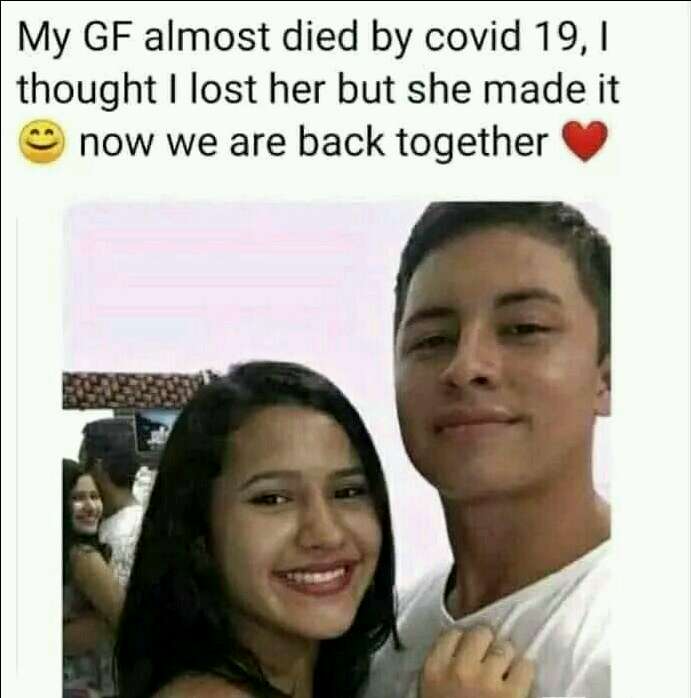 My GF almost died by covid 19, I
thought I lost her but she made it
😊 now we are back together ❤️